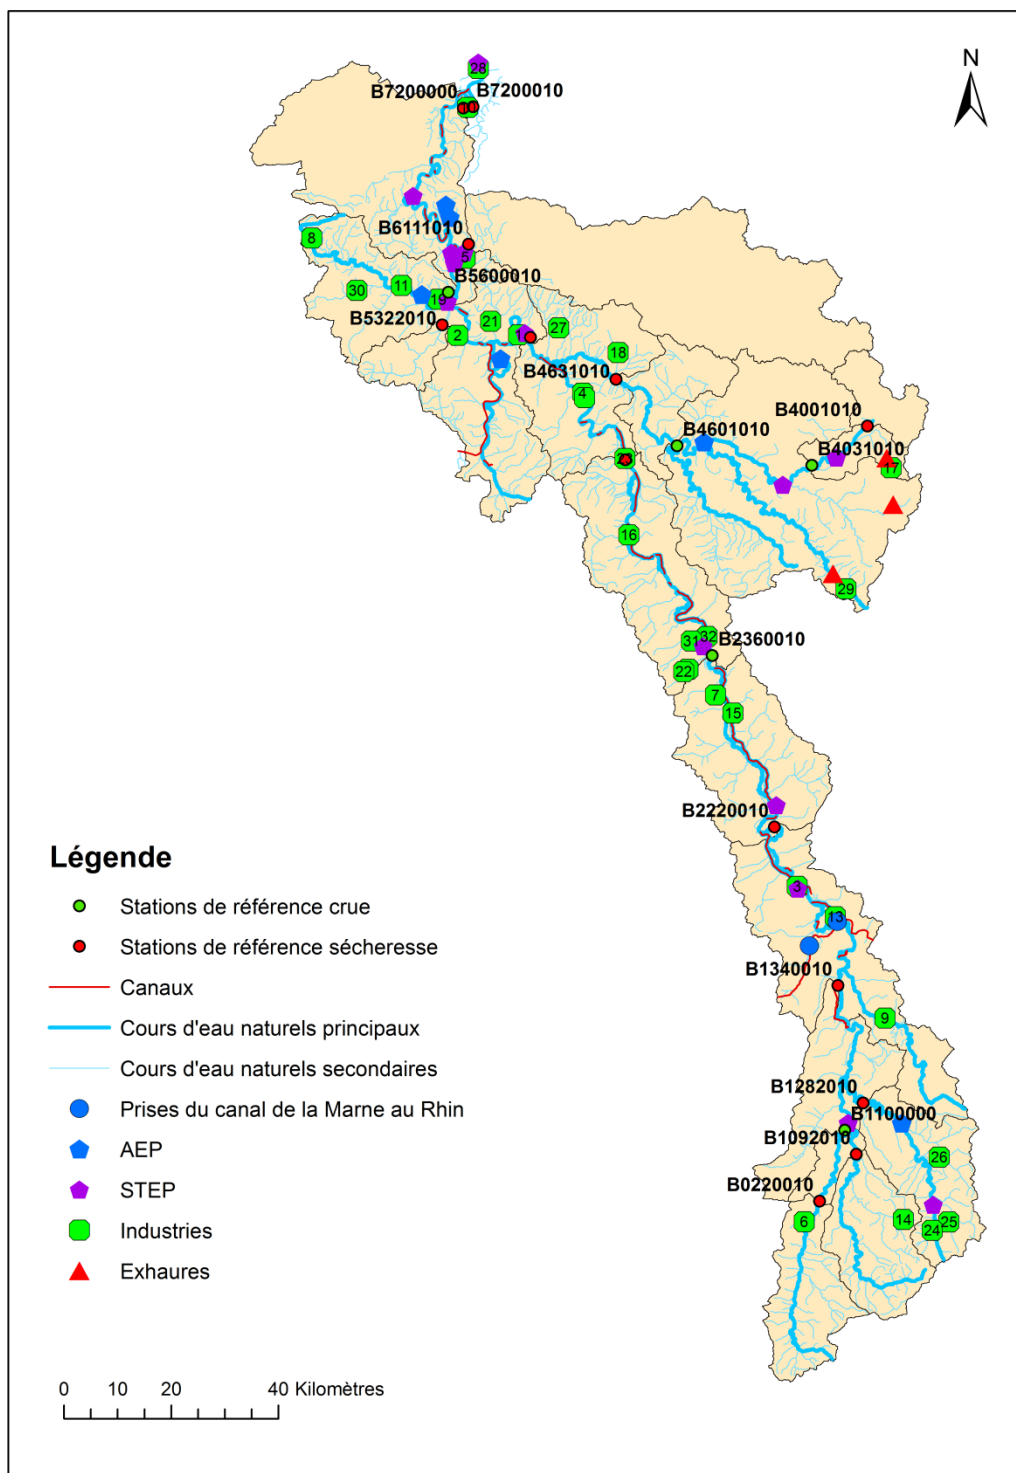 N
28
B7200000
B7200010
B6111010
8
5
B5600010
30
11
19
B5322010
2
21
1
27
18
B4631010
4
B4001010
B4601010
B4031010
17
23
16
29
31
32
B2360010
22
7
15
B2220010
3
13
B1340010
9
B1282010
B1100000
B1092010
26
B0220010
6
14
25
24
Légende
Stations de référence crue
Stations de référence sécheresse
Canaux
Cours d'eau naturels principaux
Cours d'eau naturels secondaires
Prises du canal de la Marne au Rhin
AEP
STEP
Industries
Exhaures
0 10 20 40 Kilomètres